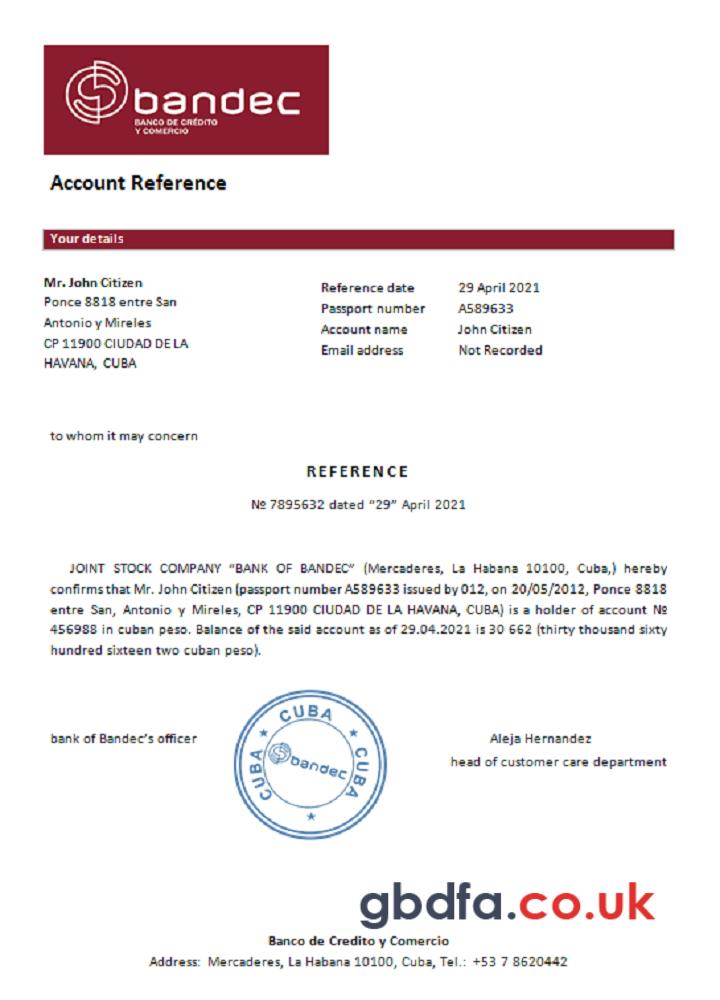 bandec
BANCO DE CRÉDITO
Y COMERCIO
Account Reference
Your details
Mr. John Citizen
Ponce 8818 entre San
Antonio y Mireles
CP 11900 CIUDAD DE LA
HAVANA, CUBA
Reference date 29 April 2021
Passport number A589633
Account name John Citizen
Email address Not Recorded
to whom it may concern
REFERENCE
№ 7895632 dated "29" April 2021
JOINT STOCK COMPANY "BANK OF BANDEC" (Mercaderes, La Habana 10100, Cuba,) hereby
confirms that Mr. John Citizen (passport number A589633 issued by 012, on 20/05/2012, Ponce 8818
entre San, Antonio y Mireles, CP 11900 CIUDAD DE LA HAVANA, CUBA) is a holder of account №
456988 in cuban peso. Balance of the said account as of 29.04.2021 is 30 662 (thirty thousand sixty
hundred sixteen two cuban peso).
bank of Bandec's officer
CUBA
CUBA
CUBA
bandec
Aleja Hernandez
head of customer care department
gbdfa.co.uk
Banco de Credito y Comercio
Address: Mercaderes, La Habana 10100, Cuba, Tel.: +53 7 8620442